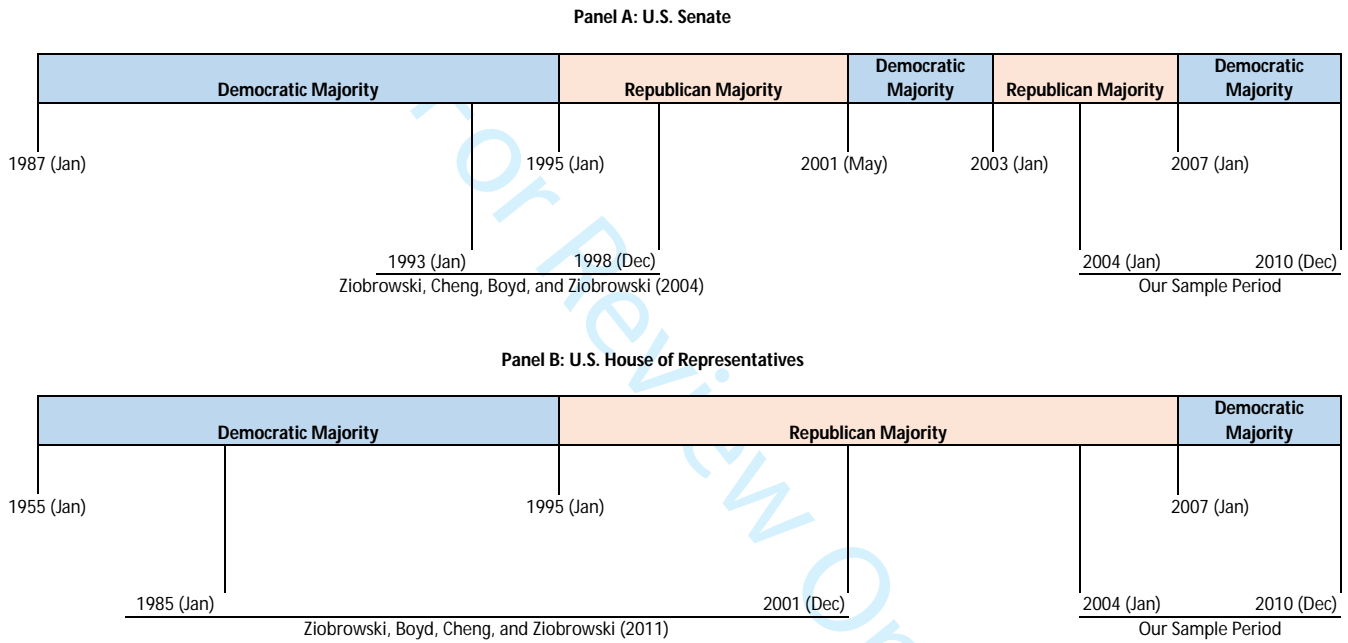 Panel A: U.S. Senate
Democratic Majority
Republican Majority
Democratic
Majority
Republican Majority
Democratic
Majority
1987 (Jan)
1995 (Jan)
2001 (May)
2003 (Jan)
2007 (Jan)
1993 (Jan)
1998 (Dec)
2004 (Jan)
2010 (Dec)
Ziobrowski, Cheng, Boyd, and Ziobrowski (2004)
Our Sample Period
Panel B: U.S. House of Representatives
Democratic Majority
Republican Majority
Democratic
Majority
1955 (Jan)
1995 (Jan)
2007 (Jan)
1985 (Jan)
2001 (Dec)
2004 (Jan)
2010 (Dec)
Ziobrowski, Boyd, Cheng, and Ziobrowski (2011)
Our Sample Period
For Review On